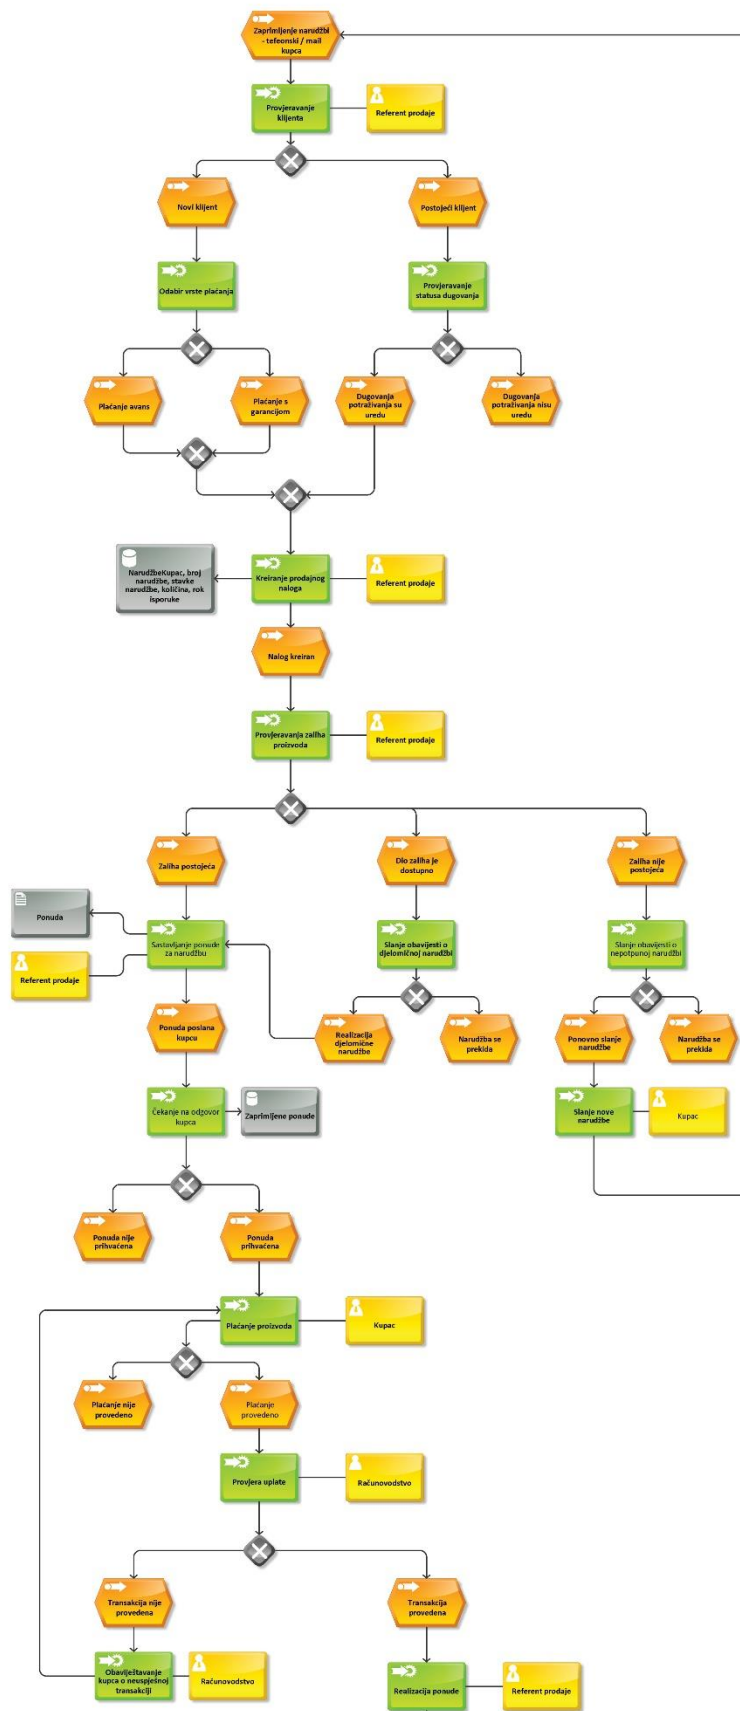 Zaprimljenje narudžbi
- tefeonski / mail
kupca
Provjeravanje
klijenta
Referent prodaje
Novi klijent
Postojeći klijent
Odabir vrste plaćanja
Provjeravanje
statusa dugovanja
Plaćanje avans
Plaćanje s
garancijom
Dugovanja
potraživanja su
uredu
Dugovanja
potraživanja nisu
uredu
NarudžbeKupac, broj
narudžbe, stavke
narudžbe, količina, rok
isporuke
Kreiranje prodajnog
naloga
Referent prodaje
Nalog kreiran
Provjeravanja zaliha
proizvoda
Referent prodaje
Zaliha postojeća
Dio zaliha je
dostupno
Zaliha nije
postojeća
Ponuda
Sastavljanje ponude
za narudžbu
Slanje obavijesti o
djelomičnoj narudžbi
Slanje obavijesti o
nepotpunoj narudžbi
Referent prodaje
Ponuda poslana
kupcu
Realizacija
djelomične
narudžbe
Narudžba se
prekida
Ponovno slanje
narudžbe
Narudžba se
prekida
Čekanje na odgovor
kupca
Zaprimljene ponude
Slanje nove
narudžbe
Kupac
Ponuda nije
prihvaćena
Ponuda
prihvaćena
Plaćanje proizvoda
Kupac
Plaćanje nije
provedeno
Plaćanje
provedeno
Provjera uplate
Računovodstvo
Transakcija nije
provedena
Transakcija
provedena
Obavještavanje
kupca o neuspješnoj
transakciji
Računovodstvo
Realizacija ponude
Referent prodaje